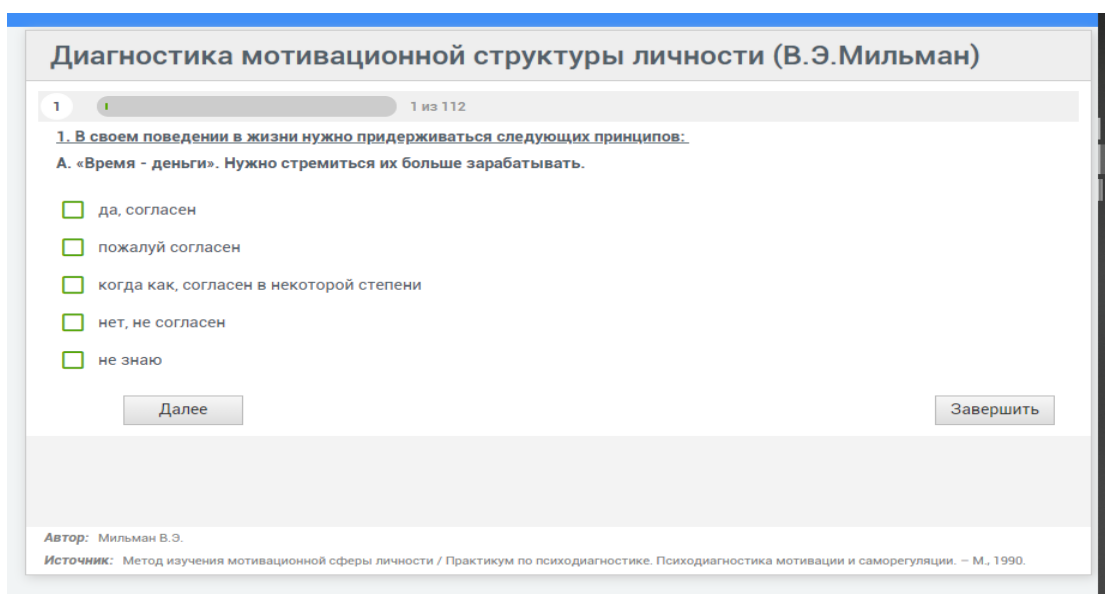 Диагностика мотивационной структуры личности (В.Э.Мильман)
1 1 из 112
1. В своем поведении в жизни нужно придерживаться следующих принципов:
А. «Время - деньги». Нужно стремиться их больше зарабатывать.
да, согласен
пожалуй согласен
когда как, согласен в некоторой степени
нет, не согласен
не знаю
Далее Завершить
Автор: Мильман В.Э.
Источник: Метод изучения мотивационной сферы личности / Практикум по психодиагностике. Психодиагностика мотивации и саморегуляции. – М., 1990.